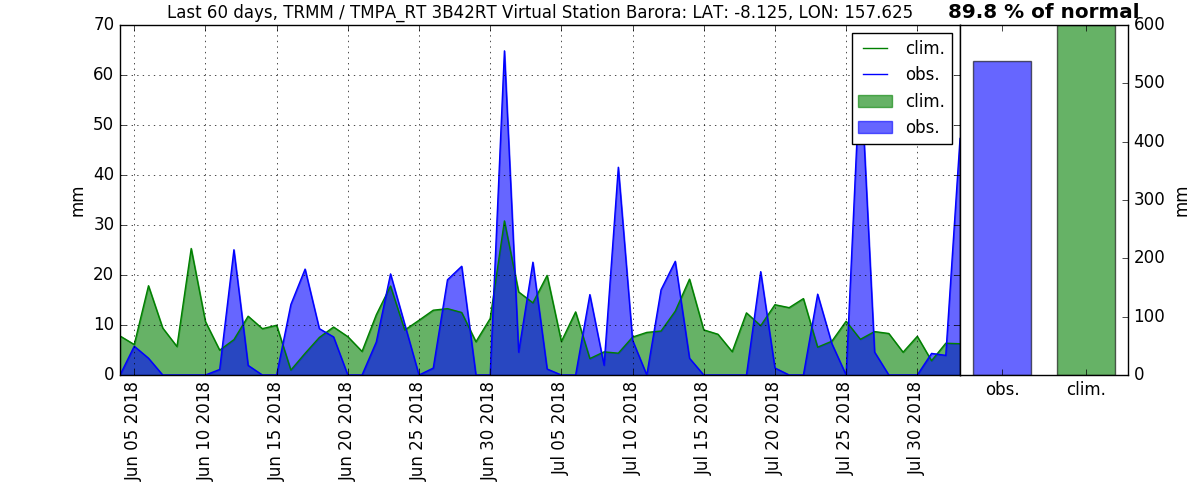 Last 60 days, TRMM / TMPA_RT 3B42RT Virtual Station Barora: LAT: -8.125, LON: 157.625
89.8 % of normal
70
60
50
40
30
20
10
0
mm
clim.
obs.
clim.
obs.
600
500
400
300
200
100
0
mm
Jun 05 2018
Jun 10 2018
Jun 15 2018
Jun 20 2018
Jun 25 2018
Jun 30 2018
Jul 05 2018
Jul 10 2018
Jul 15 2018
Jul 20 2018
Jul 25 2018
Jul 30 2018
obs.
clim.